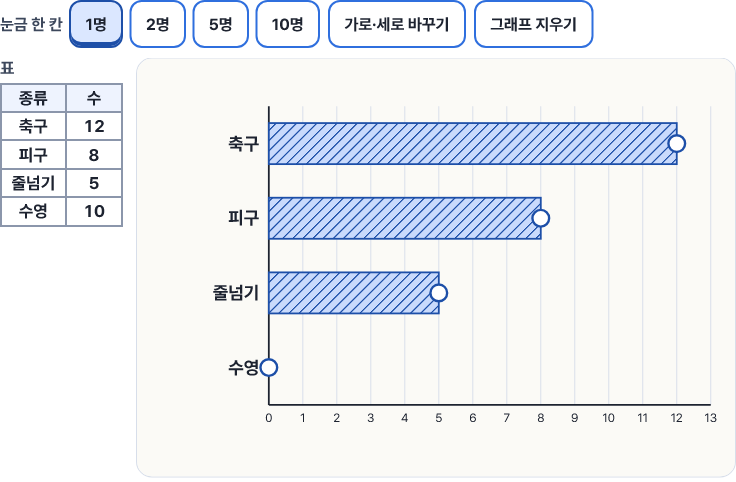 눈금 한 칸 1명 2명 5명 10명 가로·세로 바꾸기 그래프 지우기
표
종류 수
축구 12
피구 8
줄넘기 5
수영 10
축구
피구
줄넘기
수영
0 1 2 3 4 5 6 7 8 9 10 11 12 13